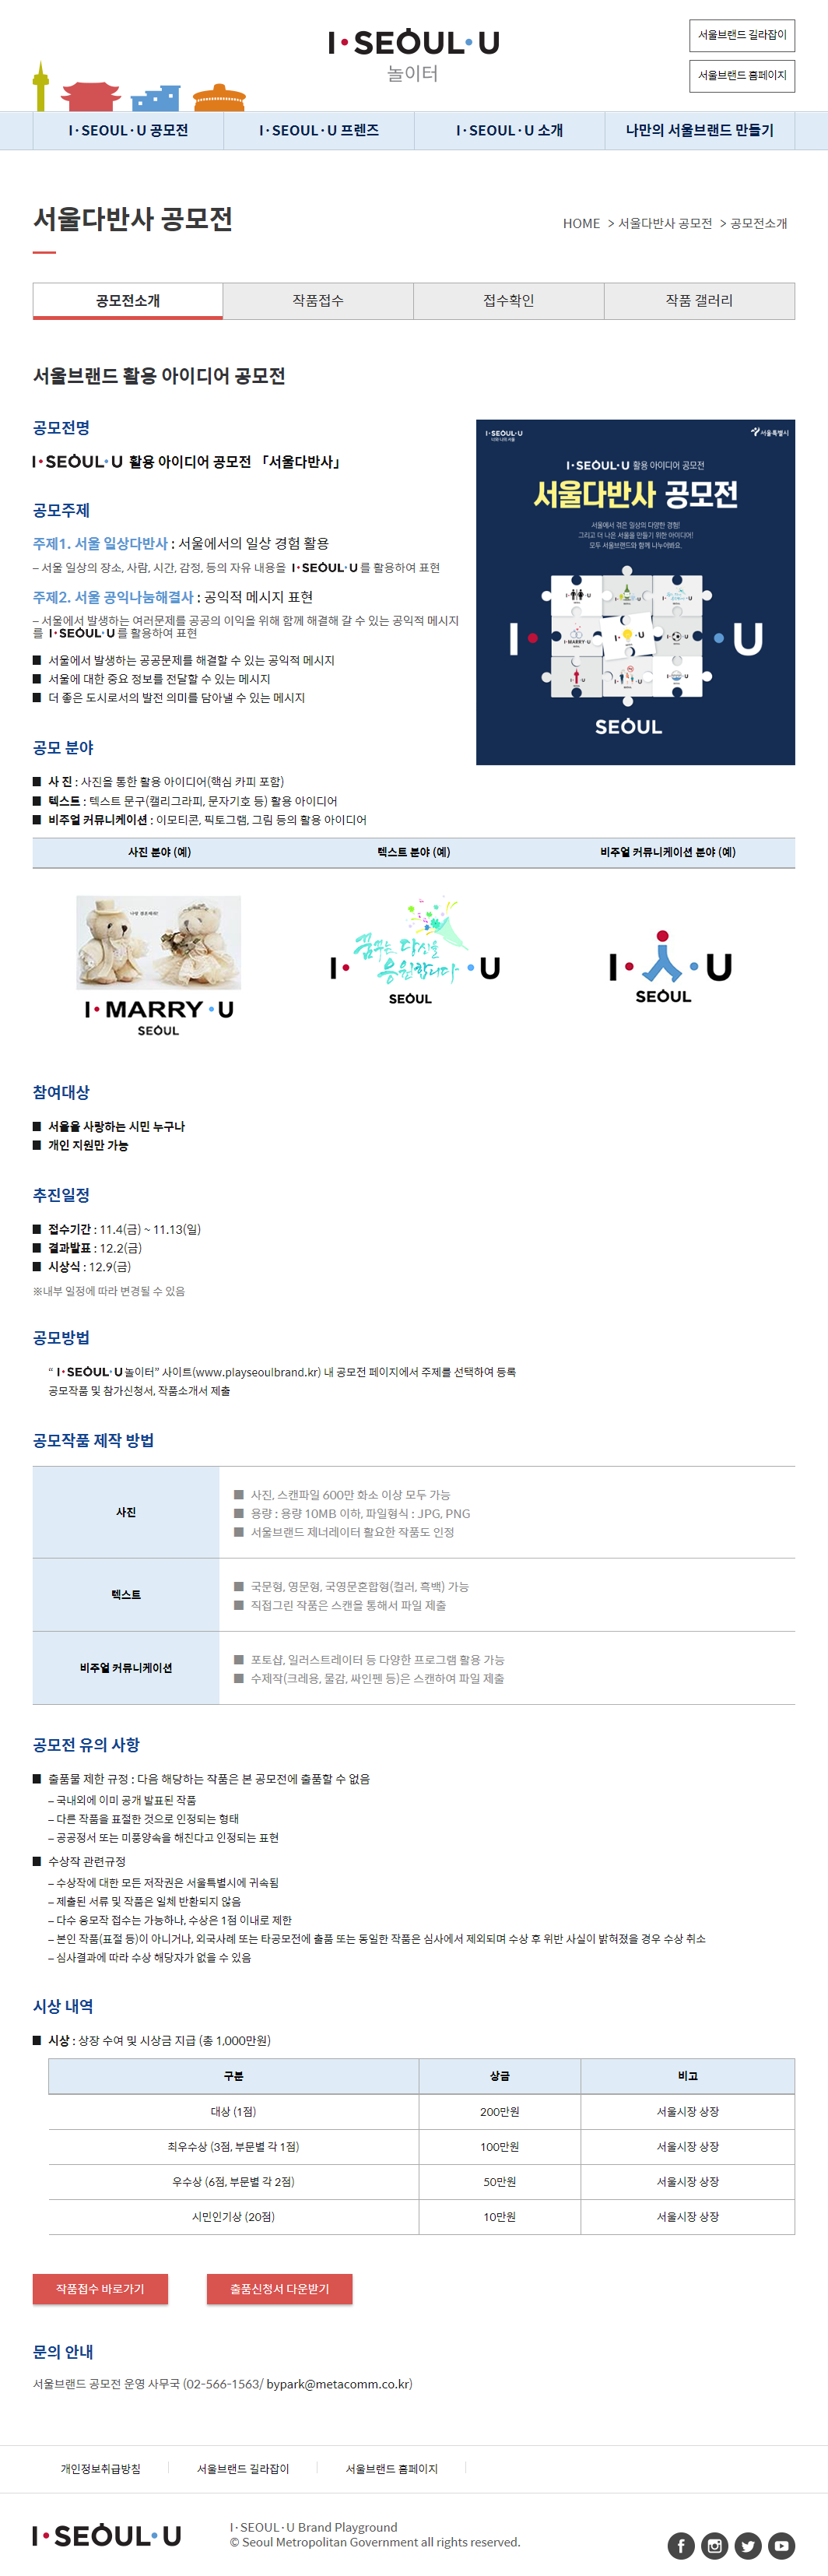 I·SEOUL·U
놀이터
서울브랜드 길라잡이
서울브랜드 홈페이지
I·SEOUL·U 공모전
I·SEOUL·U 프렌즈
I·SEOUL·U 소개
나만의 서울브랜드 만들기
서울다반사 공모전
HOME > 서울다반사 공모전 > 공모전소개
공모전소개
작품접수
접수확인
작품 갤러리
서울브랜드 활용 아이디어 공모전
공모전명
I·SEOUL·U 활용 아이디어 공모전 「서울다반사」
공모주제
주제1. 서울 일상다반사 : 서울에서의 일상 경험 활용
– 서울 일상의 장소, 사람, 시간, 감정, 등의 자유 내용을 I·SEOUL·U 를 활용하여 표현
주제2. 서울 공익나눔해결사 : 공익적 메시지 표현
– 서울에서 발생하는 여러문제를 공공의 이익을 위해 함께 해결해 갈 수 있는 공익적 메시지
를 I·SEOUL·U 를 활용하여 표현
■ 서울에서 발생하는 공공문제를 해결할 수 있는 공익적 메시지
■ 서울에 대한 중요 정보를 전달할 수 있는 메시지
■ 더 좋은 도시로서의 발전 의미를 담아낼 수 있는 메시지
I·SEOUL·U
너와 나의 서울
서울특별시
I·SEOUL·U 활용 아이디어 공모전
서울다반사 공모전
서울에서 겪은 일상의 다양한 경험!
그리고 더 나은 서울을 만들기 위한 아이디어!
모두 서울브랜드와 함께 나누어봐요.
I · · U
I·MARRY·U
SEOUL
공모 분야
■ 사 진 : 사진을 통한 활용 아이디어(핵심 카피 포함)
■ 텍스트 : 텍스트 문구(캘리그라피, 문자기호 등) 활용 아이디어
■ 비주얼 커뮤니케이션 : 이모티콘, 픽토그램, 그림 등의 활용 아이디어
사진 분야 (예)
텍스트 분야 (예)
비주얼 커뮤니케이션 분야 (예)
나랑 결혼해줘!
I·MARRY·U
SEOUL
I· 꿈꾸는 당신을 응원합니다 ·U
SEOUL
I· ·U
SEOUL
참여대상
■ 서울을 사랑하는 시민 누구나
■ 개인 지원만 가능
추진일정
■ 접수기간 : 11.4(금) ~ 11.13(일)
■ 결과발표 : 12.2(금)
■ 시상식 : 12.9(금)
※내부 일정에 따라 변경될 수 있음
공모방법
“ I·SEOUL·U 놀이터” 사이트(www.playseoulbrand.kr) 내 공모전 페이지에서 주제를 선택하여 등록
공모작품 및 참가신청서, 작품소개서 제출
공모작품 제작 방법
사진
■ 사진, 스캔파일 600만 화소 이상 모두 가능
■ 용량 : 용량 10MB 이하, 파일형식 : JPG, PNG
■ 서울브랜드 제너레이터 활요한 작품도 인정
텍스트
■ 국문형, 영문형, 국영문혼합형(컬러, 흑백) 가능
■ 직접그린 작품은 스캔을 통해서 파일 제출
비주얼 커뮤니케이션
■ 포토샵, 일러스트레이터 등 다양한 프로그램 활용 가능
■ 수제작(크레용, 물감, 싸인펜 등)은 스캔하여 파일 제출
공모전 유의 사항
■ 출품물 제한 규정 : 다음 해당하는 작품은 본 공모전에 출품할 수 없음
– 국내외에 이미 공개 발표된 작품
– 다른 작품을 표절한 것으로 인정되는 형태
– 공공정서 또는 미풍양속을 해친다고 인정되는 표현
■ 수상작 관련규정
– 수상작에 대한 모든 저작권은 서울특별시에 귀속됨
– 제출된 서류 및 작품은 일체 반환되지 않음
– 다수 응모작 접수는 가능하나, 수상은 1점 이내로 제한
– 본인 작품(표절 등)이 아니거나, 외국사례 또는 타공모전에 출품 또는 동일한 작품은 심사에서 제외되며 수상 후 위반 사실이 밝혀졌을 경우 수상 취소
– 심사결과에 따라 수상 해당자가 없을 수 있음
시상 내역
■ 시상 : 상장 수여 및 시상금 지급 (총 1,000만원)
구분 상금 비고
대상 (1점) 200만원 서울시장 상장
최우수상 (3점, 부문별 각 1점) 100만원 서울시장 상장
우수상 (6점, 부문별 각 2점) 50만원 서울시장 상장
시민인기상 (20점) 10만원 서울시장 상장
작품접수 바로가기
출품신청서 다운받기
문의 안내
서울브랜드 공모전 운영 사무국 (02-566-1563/ bypark@metacomm.co.kr)
개인정보취급방침
서울브랜드 길라잡이
서울브랜드 홈페이지
I·SEOUL·U
I·SEOUL·U Brand Playground
© Seoul Metropolitan Government all rights reserved.